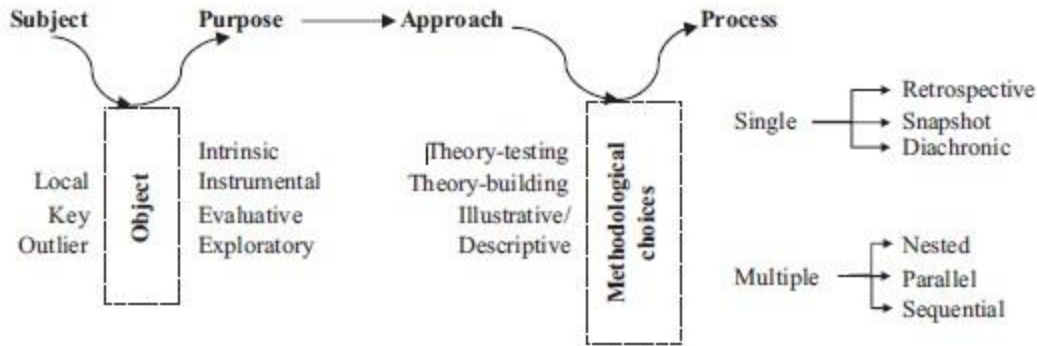 Subject
Purpose
Approach
Process
Object
Local
Key
Outlier
Intrinsic
Instrumental
Evaluative
Exploratory
Theory-testing
Theory-building
Illustrative/
Descriptive
Methodological
choices
Single
Retrospective
Snapshot
Diachronic
Multiple
Nested
Parallel
Sequential